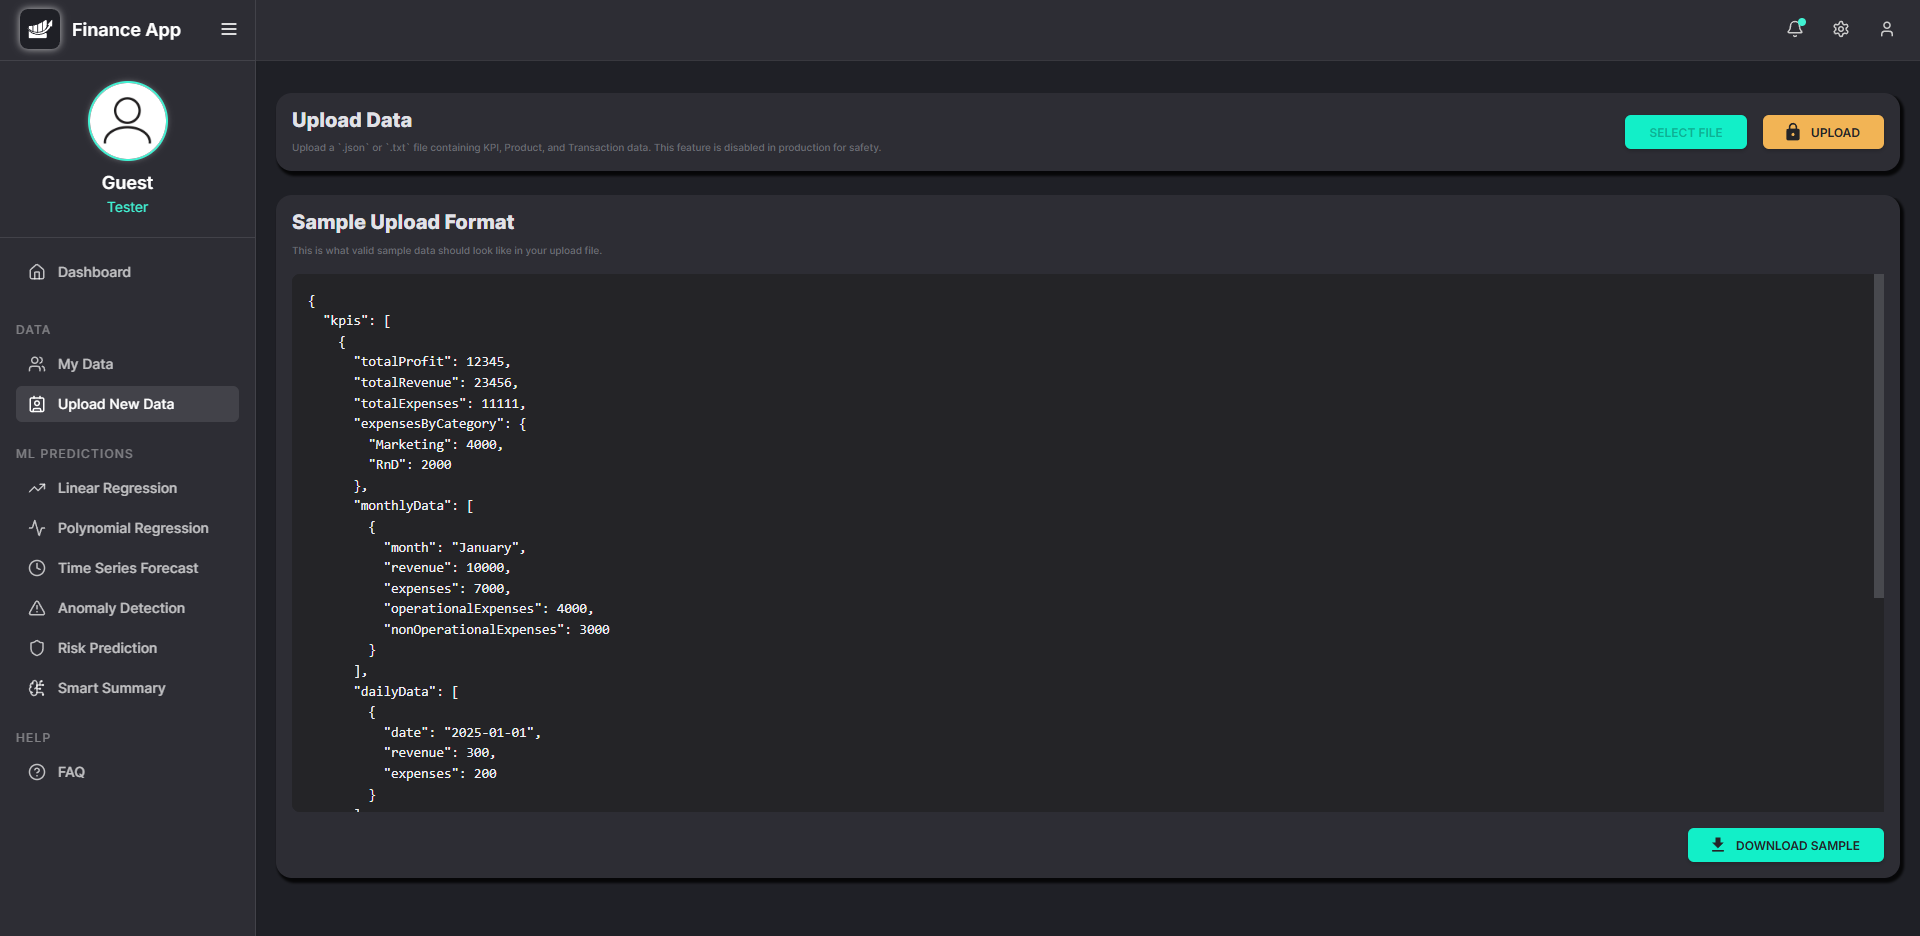 Finance App
Guest
Tester
Dashboard
DATA
My Data
Upload New Data
ML PREDICTIONS
Linear Regression
Polynomial Regression
Time Series Forecast
Anomaly Detection
Risk Prediction
Smart Summary
HELP
FAQ
Upload Data
Upload a `.json` or `.txt` file containing KPI, Product, and Transaction data. This feature is disabled in production for safety.
SELECT FILE
UPLOAD
Sample Upload Format
This is what valid sample data should look like in your upload file.
{
  "kpis": [
    {
      "totalProfit": 12345,
      "totalRevenue": 23456,
      "totalExpenses": 11111,
      "expensesByCategory": {
        "Marketing": 4000,
        "RnD": 2000
      },
      "monthlyData": [
        {
          "month": "January",
          "revenue": 10000,
          "expenses": 7000,
          "operationalExpenses": 4000,
          "nonOperationalExpenses": 3000
        }
      ],
      "dailyData": [
        {
          "date": "2025-01-01",
          "revenue": 300,
          "expenses": 200
        }
DOWNLOAD SAMPLE